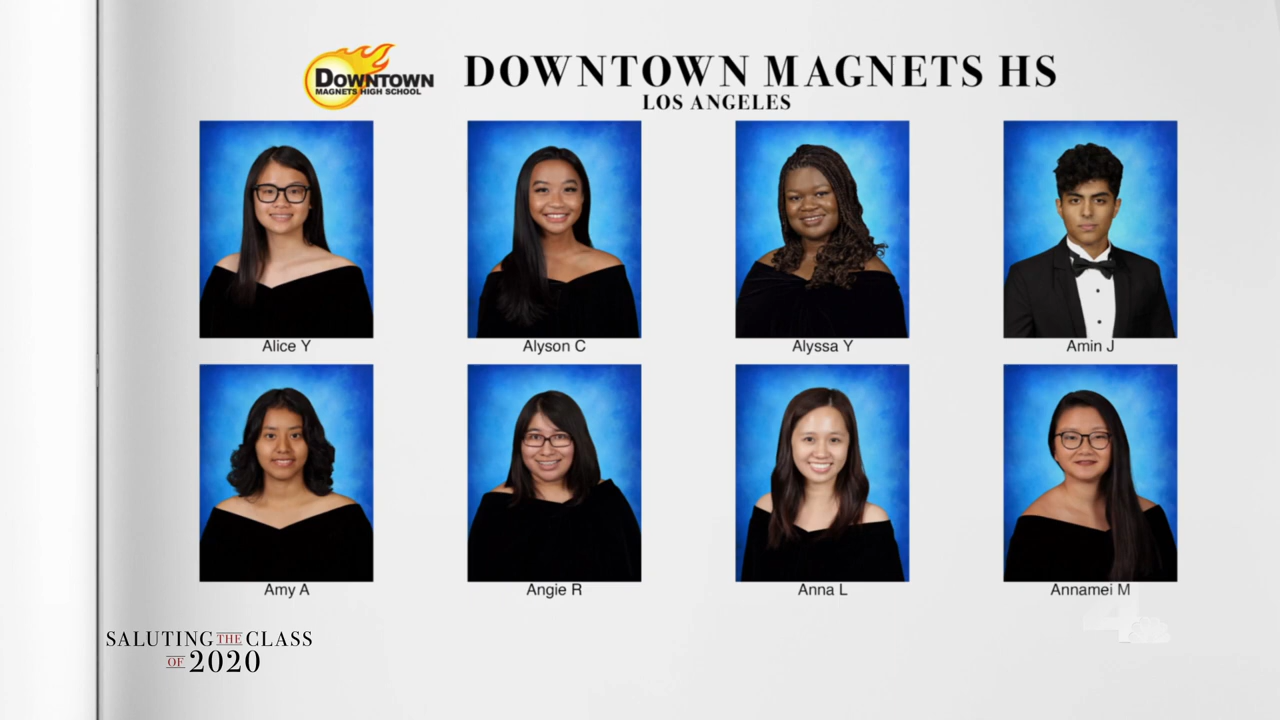 DOWNTOWN
MAGNETS HIGH SCHOOL
DOWNTOWN MAGNETS HS
LOS ANGELES
Alice Y
Alyson C
Alyssa Y
Amin J
Amy A
Angie R
Anna L
Annamei M
4
SALUTING THE CLASS
OF 2020